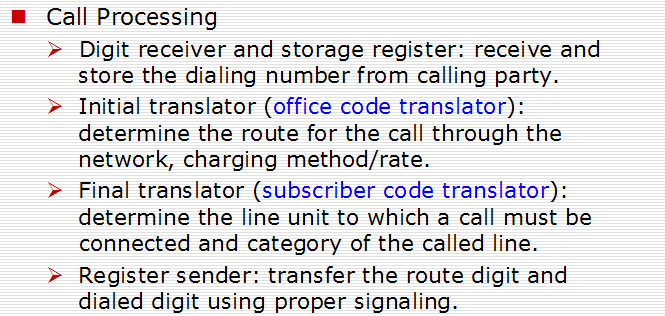 Call Processing
Digit receiver and storage register: receive and
store the dialing number from calling party.
Initial translator (office code translator):
determine the route for the call through the
network, charging method/rate.
Final translator (subscriber code translator):
determine the line unit to which a call must be
connected and category of the called line.
Register sender: transfer the route digit and
dialed digit using proper signaling.